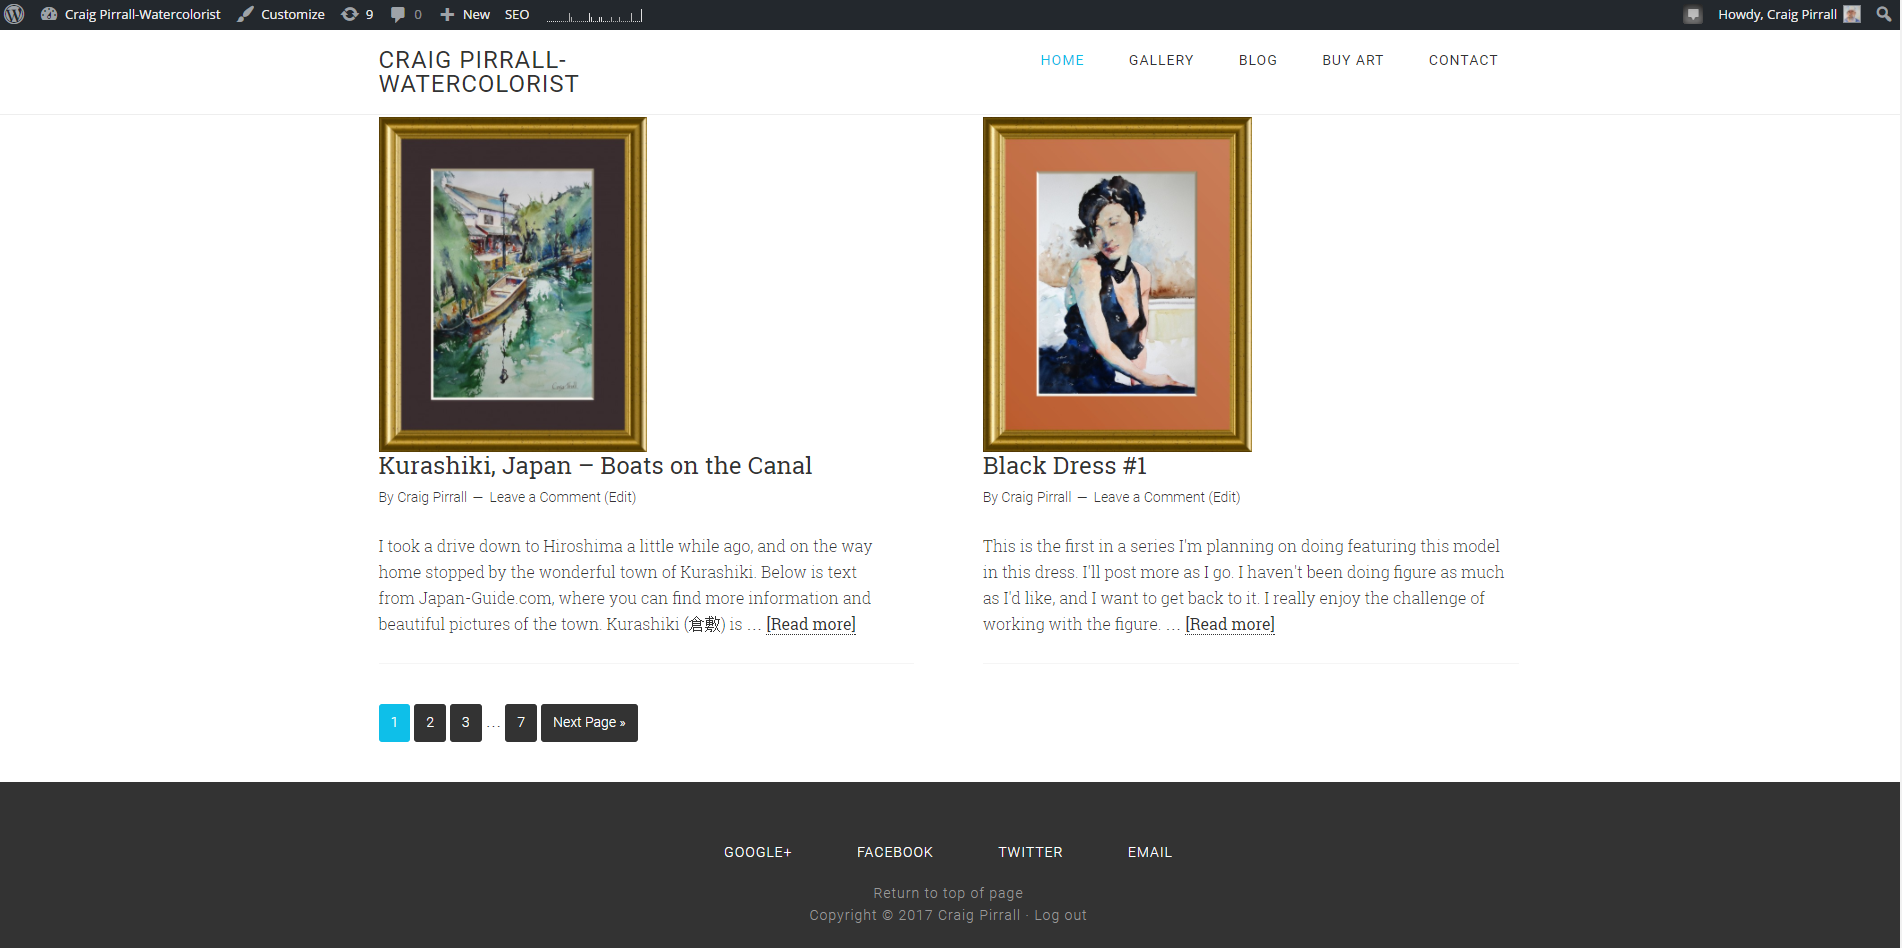 Craig Pirrall-Watercolorist Customize 9 0 New SEO Howdy, Craig Pirrall
CRAIG PIRRALL-
WATERCOLORIST
HOME GALLERY BLOG BUY ART CONTACT
Kurashiki, Japan – Boats on the Canal
By Craig Pirrall — Leave a Comment (Edit)
I took a drive down to Hiroshima a little while ago, and on the way
home stopped by the wonderful town of Kurashiki. Below is text
from Japan-Guide.com, where you can find more information and
beautiful pictures of the town. Kurashiki (倉敷) is … [Read more]
Black Dress #1
By Craig Pirrall — Leave a Comment (Edit)
This is the first in a series I'm planning on doing featuring this model
in this dress. I'll post more as I go. I haven't been doing figure as much
as I'd like, and I want to get back to it. I really enjoy the challenge of
working with the figure. … [Read more]
1 2 3 … 7 Next Page »
GOOGLE+ FACEBOOK TWITTER EMAIL
Return to top of page
Copyright © 2017 Craig Pirrall · Log out